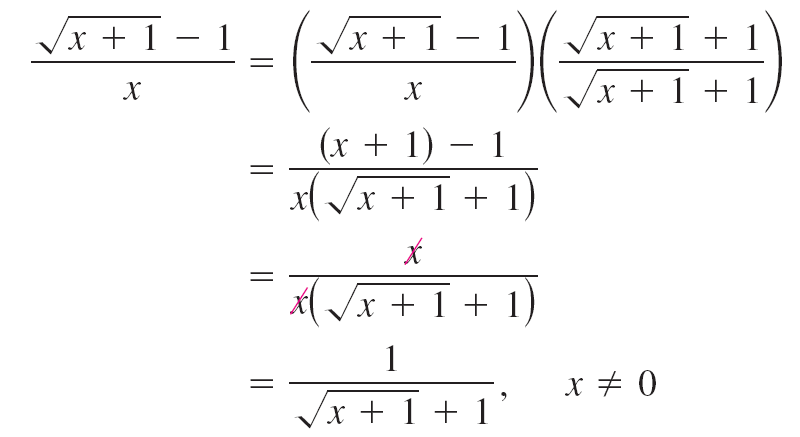 (√(x + 1) − 1)/x = ((√(x + 1) − 1)/x)((√(x + 1) + 1)/(√(x + 1) + 1))
= ((x + 1) − 1)/(x(√(x + 1) + 1))
= x/(x(√(x + 1) + 1))
= 1/(√(x + 1) + 1), x ≠ 0